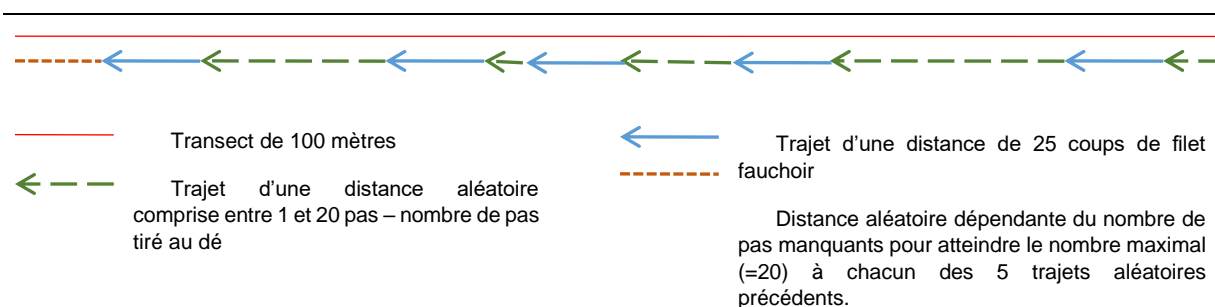 Transect de 100 mètres
Trajet d'une distance aléatoire
comprise entre 1 et 20 pas – nombre de pas
tiré au dé
Trajet d'une distance de 25 coups de filet
fauchoir
Distance aléatoire dépendante du nombre de
pas manquants pour atteindre le nombre maximal
(=20) à chacun des 5 trajets aléatoires
précédents.